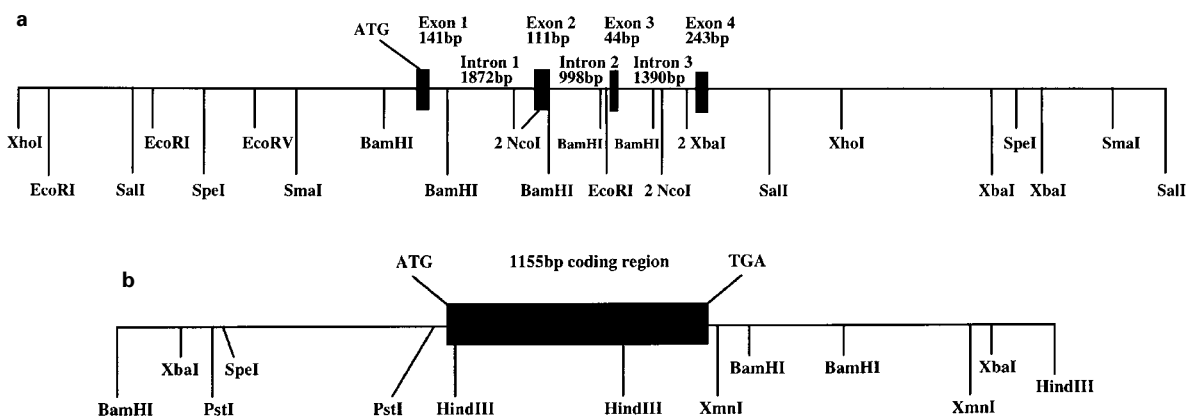 a
Exon 1 Exon 2 Exon 3 Exon 4
ATG 141bp 111bp 44bp 243bp
Intron 1 Intron 2 Intron 3
1872bp 998bp 1390bp
XhoI EcoRI EcoRV BamHI 2 NcoI BamHI BamHI 2 XbaI XhoI SpeI SmaI
EcoRI SalI SpeI SmaI BamHI BamHI EcoRI 2 NcoI SalI XbaI XbaI SalI
b
ATG 1155bp coding region TGA
XbaI SpeI BamHI BamHI XbaI
HindIII
BamHI PstI PstI HindIII HindIII XmnI XmnI